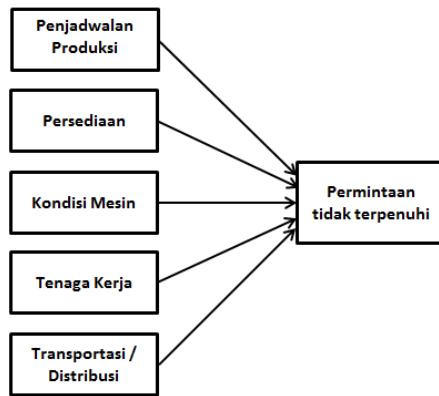 Penjadwalan
Produksi
Persediaan
Kondisi Mesin
Permintaan
tidak terpenuhi
Tenaga Kerja
Transportasi /
Distribusi